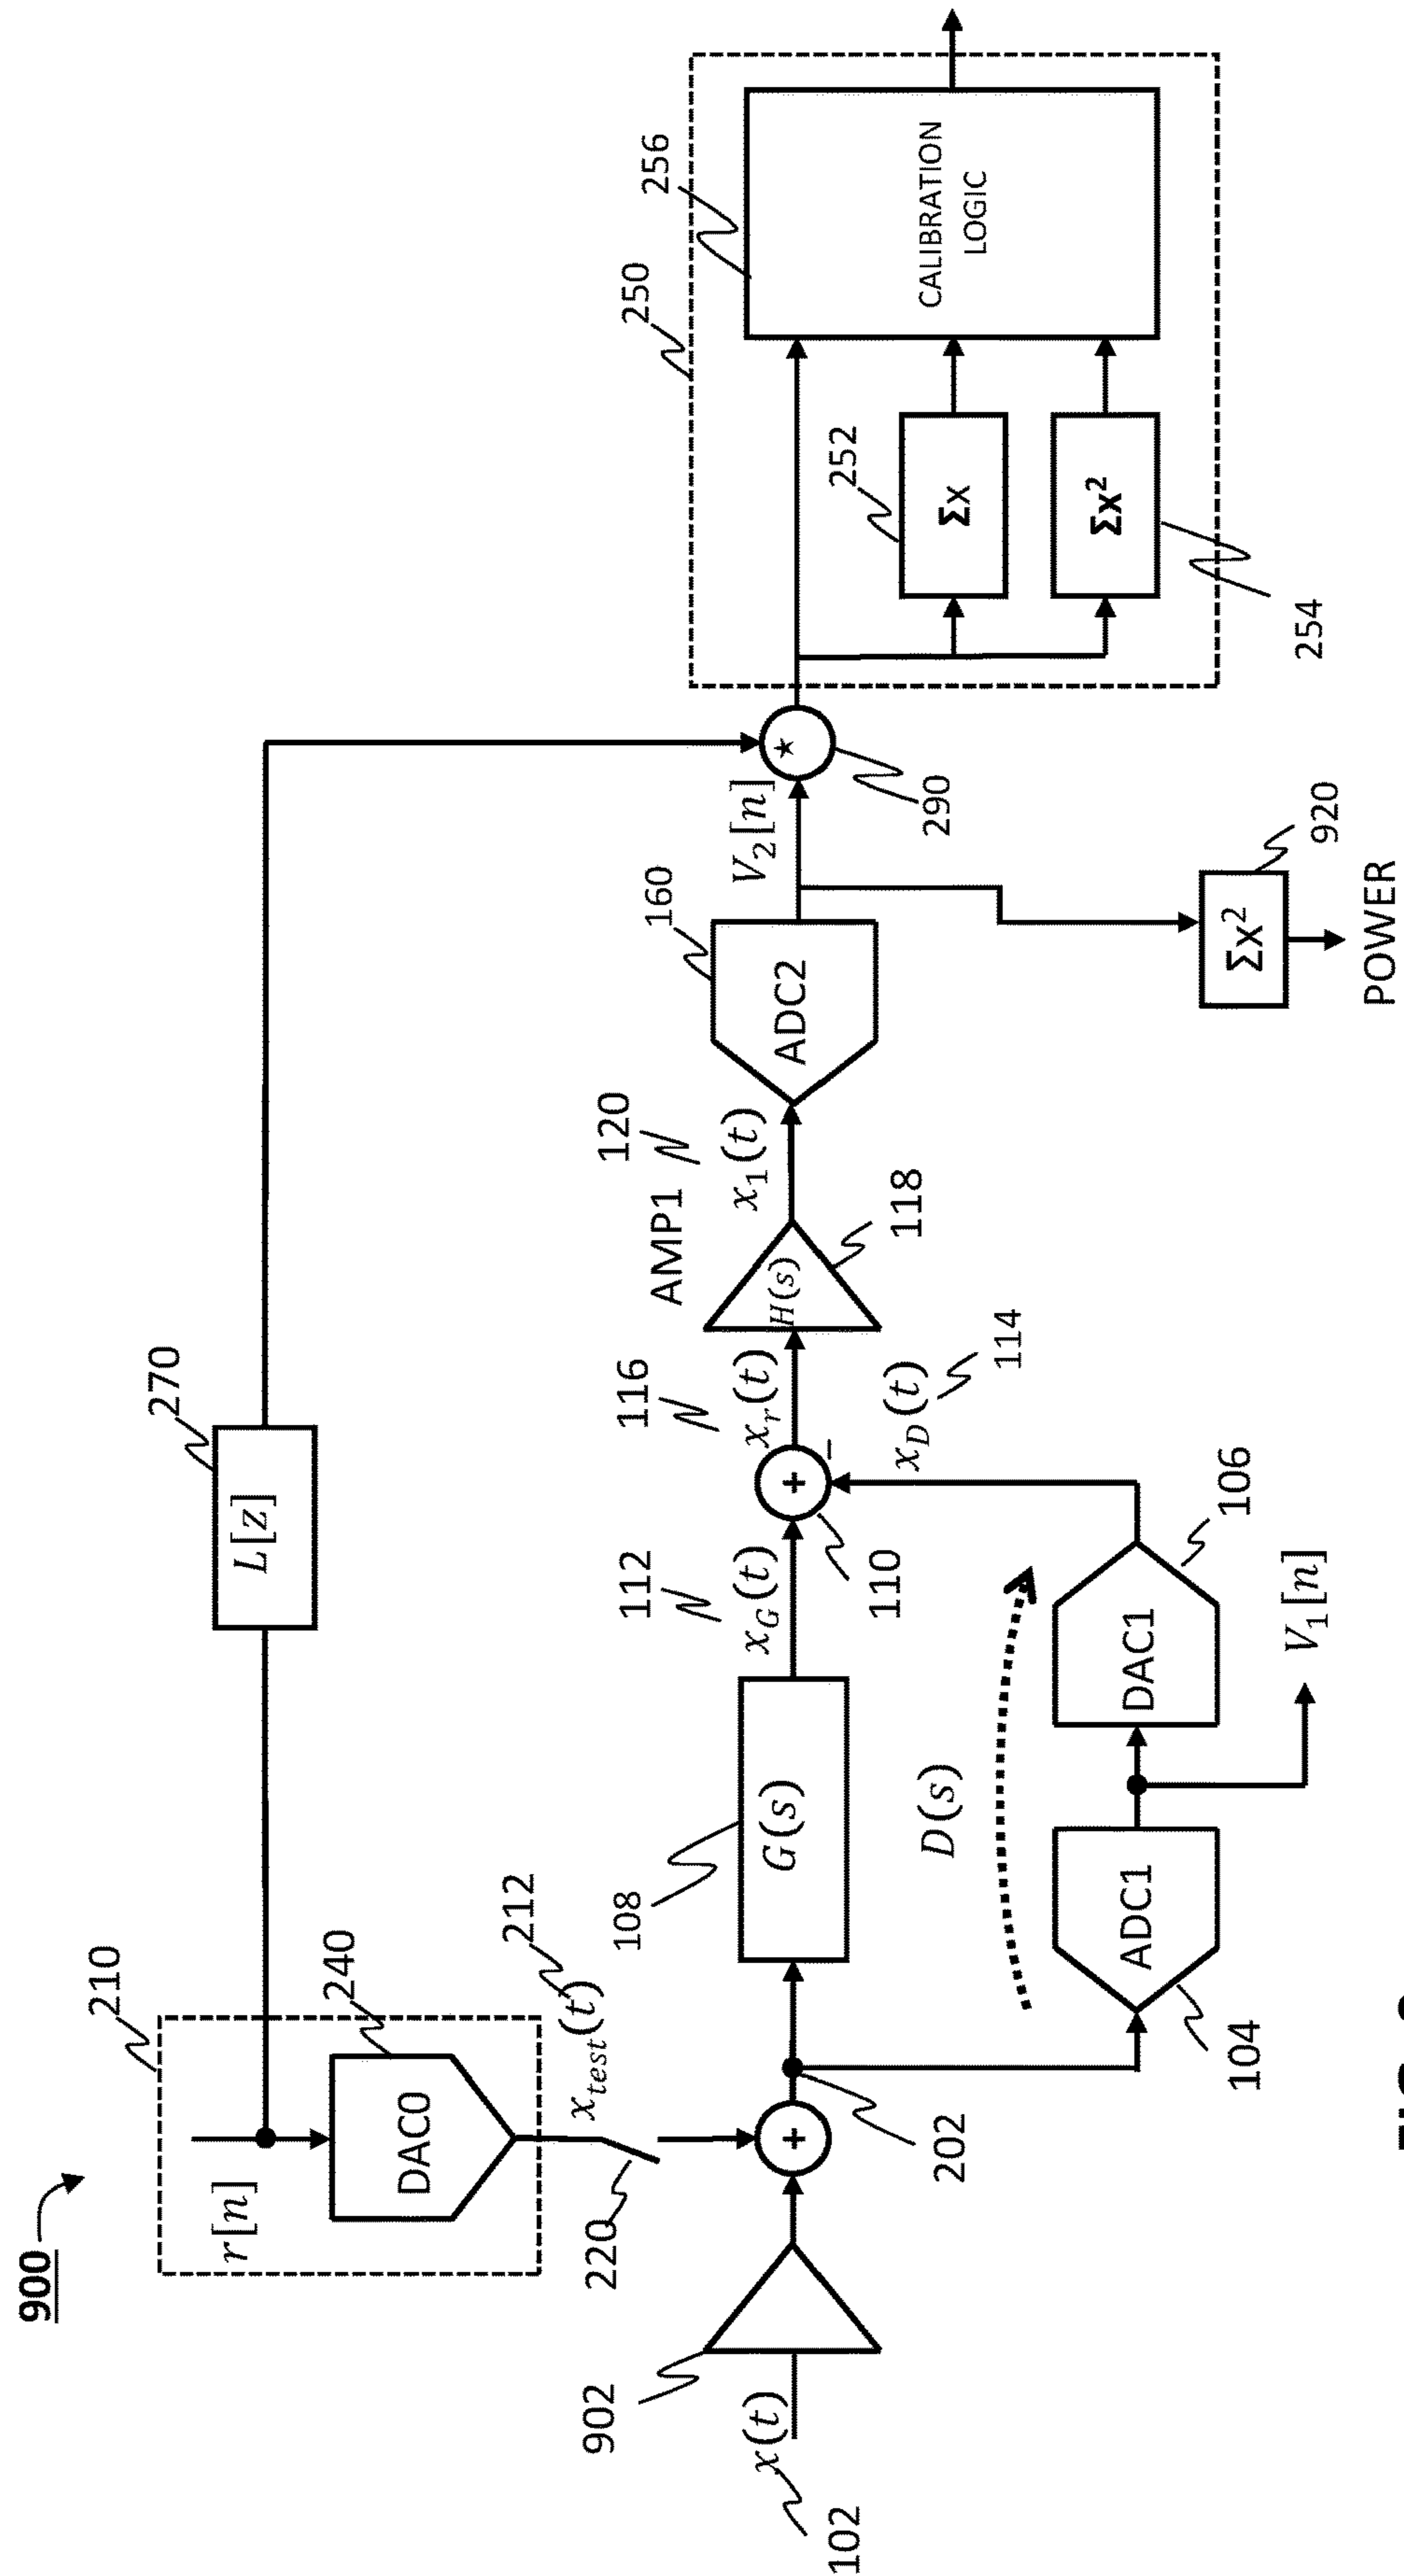 900
210
r[n]
DAC0
240
x_test(t)
212
220
270
L[z]
902
x(t)
102
202
108
G(s)
112
x_G(t)
110
116
x_r(t)
AMP1
H(s)
118
120
x_1(t)
160
ADC2
V_2[n]
290
x_D(t)
114
D(s)
ADC1
104
DAC1
106
V_1[n]
920
Σx²
POWER
250
256
CALIBRATION
LOGIC
252
Σx
Σx²
254